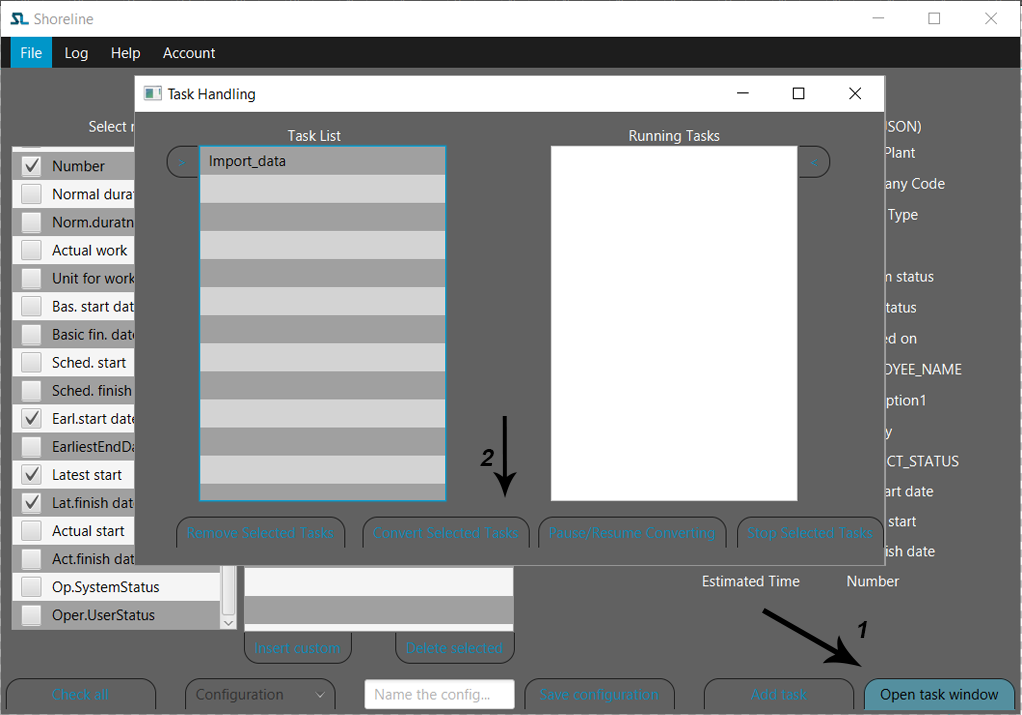 SL Shoreline
File Log Help Account
Task Handling
Select r
Task List
Running Tasks
SON)
Number
>
Import_data
<
Plant
Normal durat
any Code
Norm.duratn
Type
Actual work
Unit for work
n status
Bas. start dat
tatus
Basic fin. date
ed on
Sched. start
OYEE_NAME
Sched. finish
ption1
Earl.start date
y
EarliestEndDa
2
CT_STATUS
Latest start
art date
Lat.finish dat
start
Actual start
Remove Selected Tasks
Convert Selected Tasks
Pause/Resume Converting
Stop Selected Tasks
Act.finish dat
ish date
Op.SystemStatus
Estimated Time
Number
Oper.UserStatus
1
Insert custom
Delete selected
Check all
Configuration
Name the config...
Save configuration
Add task
Open task window